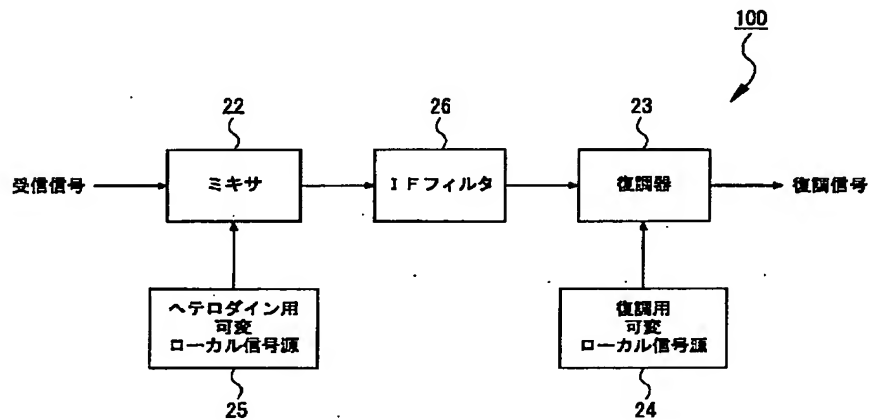 100
22
26
23
受信信号
ミキサ
ＩＦフィルタ
復調器
復調信号
ヘテロダイン用
可変
ローカル信号源
復調用
可変
ローカル信号源
25
24